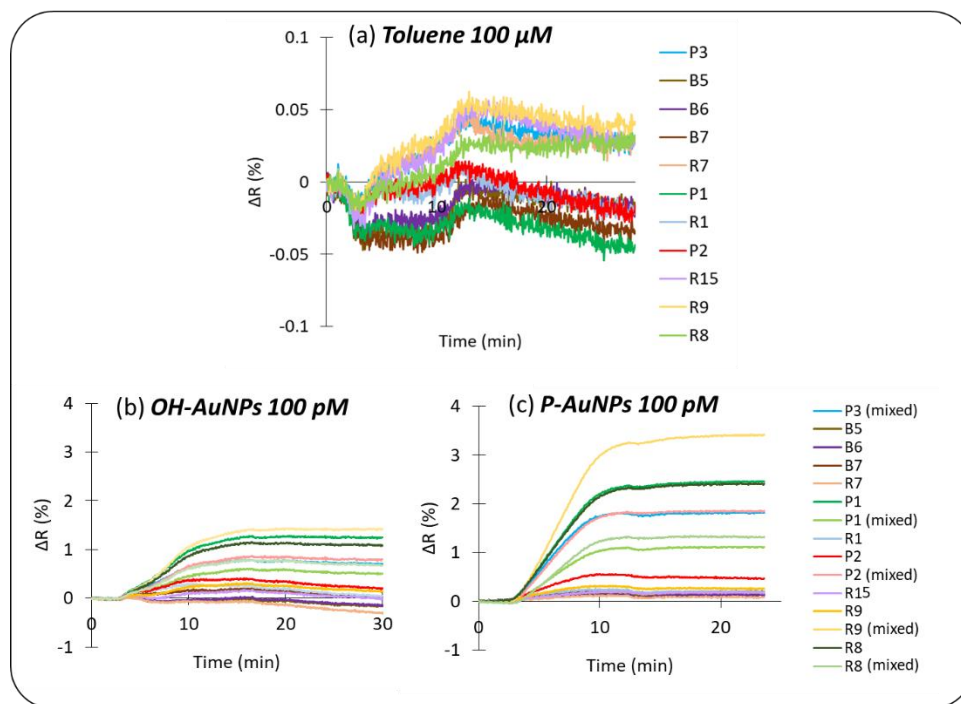 (a) Toluene 100 µM
0.1
0.05
0
-0.05
-0.1
ΔR (%)
0
10
20
Time (min)
P3
B5
B6
B7
R7
P1
R1
P2
R15
R9
R8
(b) OH-AuNPs 100 pM
4
3
2
1
0
-1
ΔR (%)
0
10
20
30
Time (min)
(c) P-AuNPs 100 pM
4
3
2
1
0
-1
ΔR (%)
0
10
20
Time (min)
P3 (mixed)
B5
B6
B7
R7
P1
P1 (mixed)
R1
P2
P2 (mixed)
R15
R9
R9 (mixed)
R8
R8 (mixed)